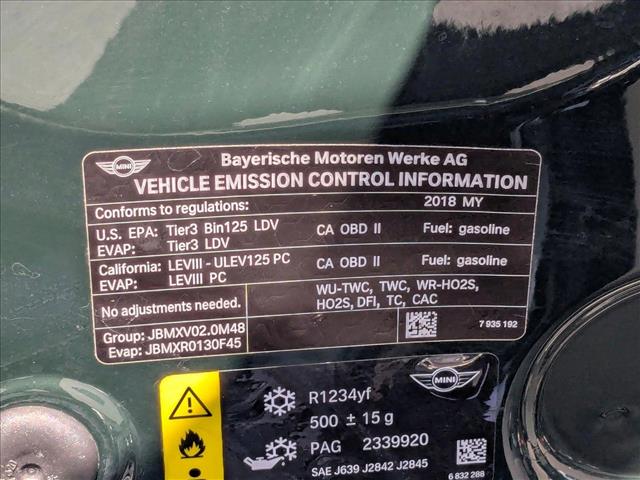 MINI
Bayerische Motoren Werke AG
VEHICLE EMISSION CONTROL INFORMATION
Conforms to regulations: 2018 MY
U.S. EPA: Tier3 Bin125 LDV CA OBD II Fuel: gasoline
EVAP: Tier3 LDV
California: LEVIII - ULEV125 PC CA OBD II Fuel: gasoline
EVAP: LEVIII PC
No adjustments needed. WU-TWC, TWC, WR-HO2S,
HO2S, DFI, TC, CAC
Group: JBMXV02.0M48
Evap: JBMXR0130F45
7 935 192
MINI
R1234yf
500 ± 15 g
PAG 2339920
SAE J639 J2842 J2845
6 832 288